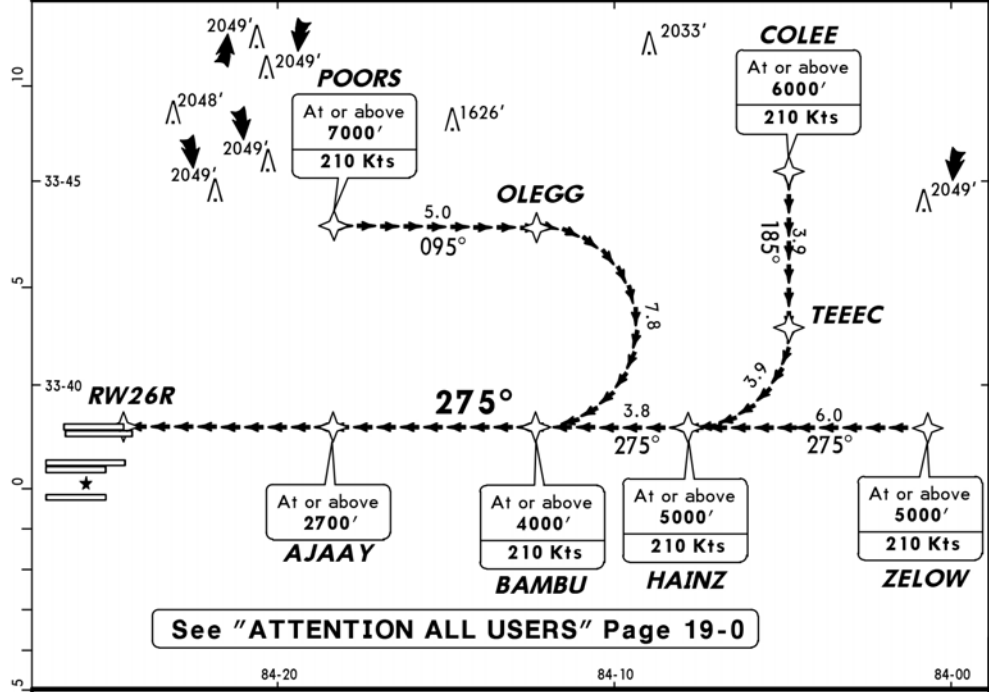 2049'
2049'
2033'
COLEE
At or above
6000'
210 Kts
POORS
At or above
7000'
210 Kts
10
2048'
1626'
2049'
2049'
33-45
2049'
OLEGG
5.0
095°
185°
3.9
5
7.8
TEEEC
33-40
RW26R
275°
3.9
3.8
275°
6.0
275°
0
At or above
2700'
AJAAY
At or above
4000'
210 Kts
BAMBU
At or above
5000'
210 Kts
HAINZ
At or above
5000'
210 Kts
ZELOW
See "ATTENTION ALL USERS" Page 19-0
5
84-20
84-10
84-00